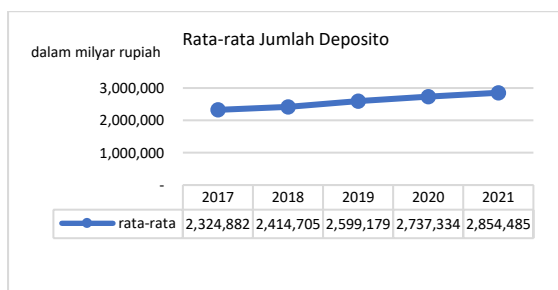 Rata-rata Jumlah Deposito
dalam milyar rupiah
3,000,000
2,000,000
1,000,000
-
2017 2018 2019 2020 2021
rata-rata 2,324,882 2,414,705 2,599,179 2,737,334 2,854,485